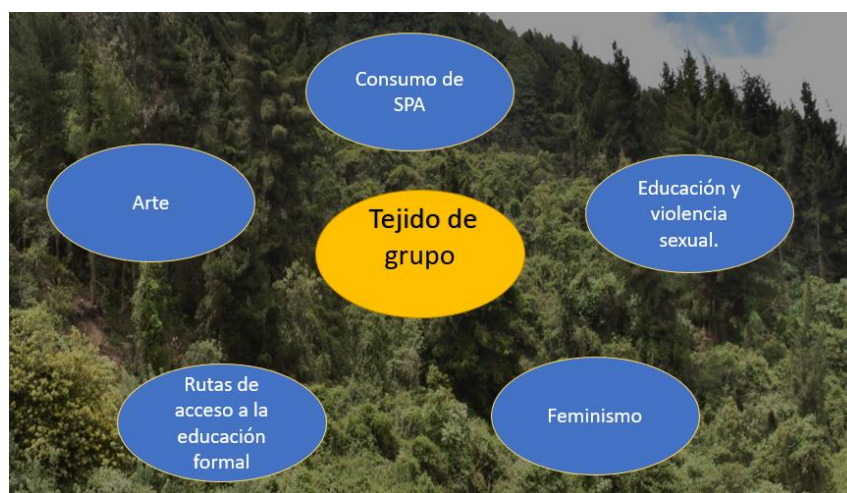 Consumo de
SPA
Arte
Tejido de
grupo
Educación y
violencia
sexual.
Rutas de
acceso a la
educación
formal
Feminismo